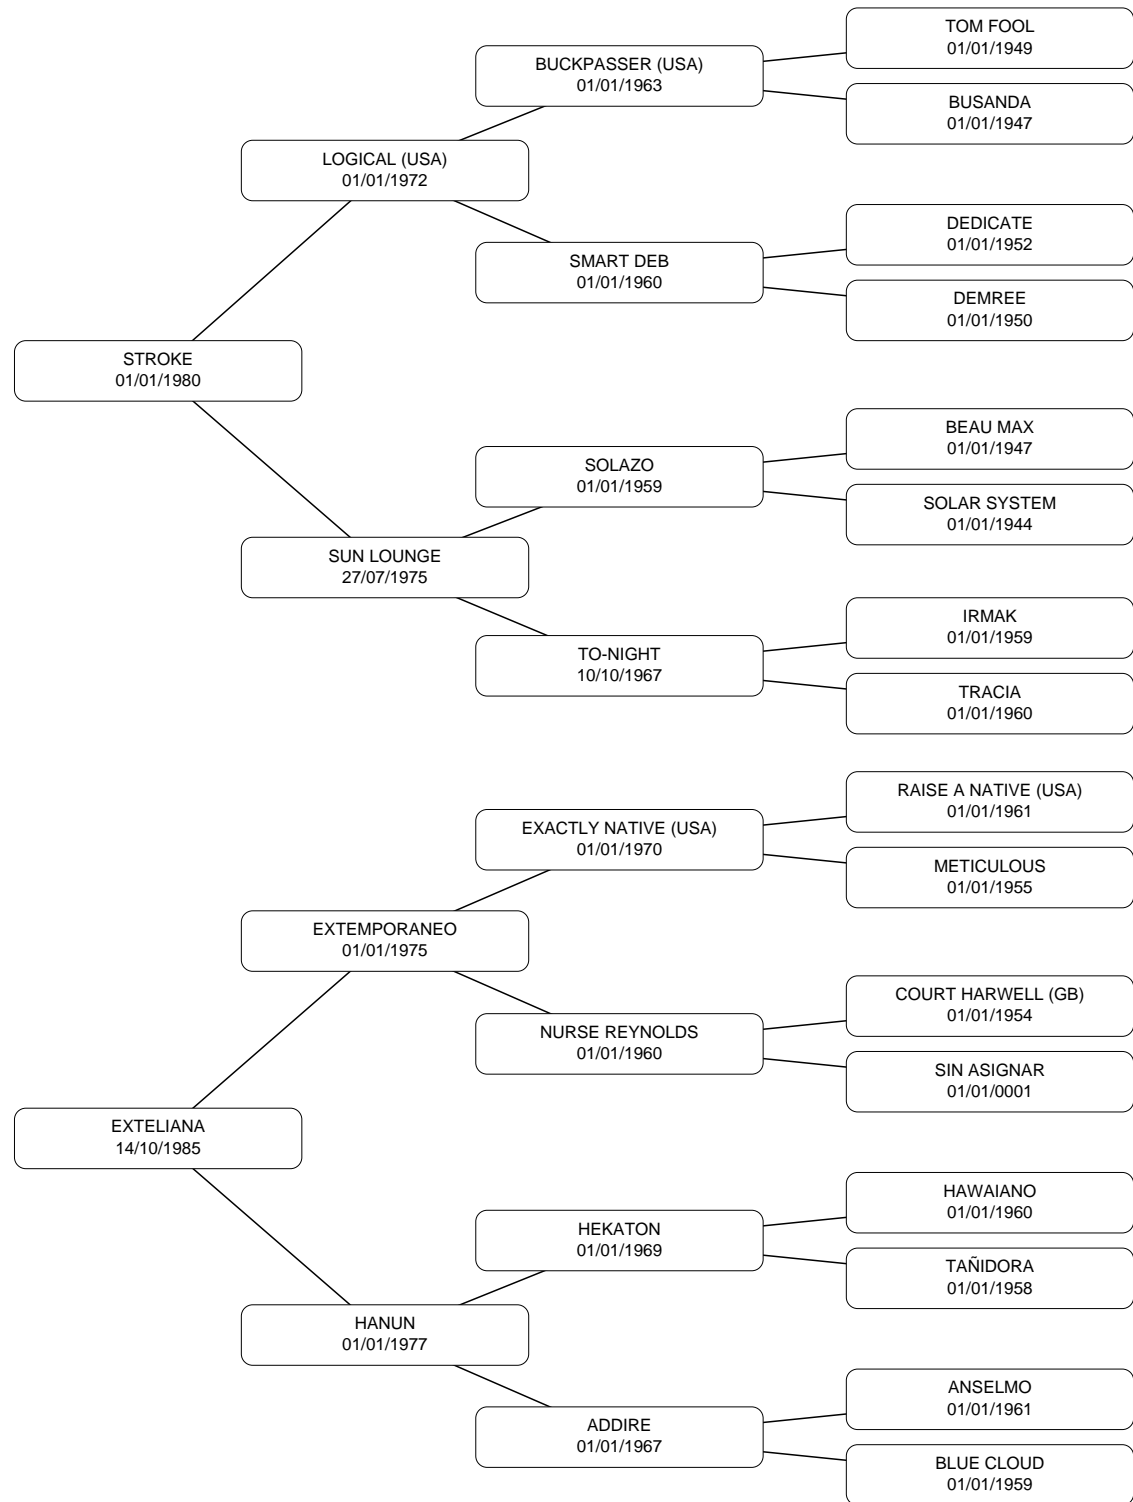 TOM FOOL
01/01/1949
BUCKPASSER (USA)
01/01/1963
BUSANDA
01/01/1947
LOGICAL (USA)
01/01/1972
DEDICATE
01/01/1952
SMART DEB
01/01/1960
DEMREE
01/01/1950
STROKE
01/01/1980
BEAU MAX
01/01/1947
SOLAZO
01/01/1959
SOLAR SYSTEM
01/01/1944
SUN LOUNGE
27/07/1975
IRMAK
01/01/1959
TO-NIGHT
10/10/1967
TRACIA
01/01/1960
RAISE A NATIVE (USA)
01/01/1961
EXACTLY NATIVE (USA)
01/01/1970
METICULOUS
01/01/1955
EXTEMPORANEO
01/01/1975
COURT HARWELL (GB)
01/01/1954
NURSE REYNOLDS
01/01/1960
SIN ASIGNAR
01/01/0001
EXTELIANA
14/10/1985
HAWAIANO
01/01/1960
HEKATON
01/01/1969
TAÑIDORA
01/01/1958
HANUN
01/01/1977
ANSELMO
01/01/1961
ADDIRE
01/01/1967
BLUE CLOUD
01/01/1959